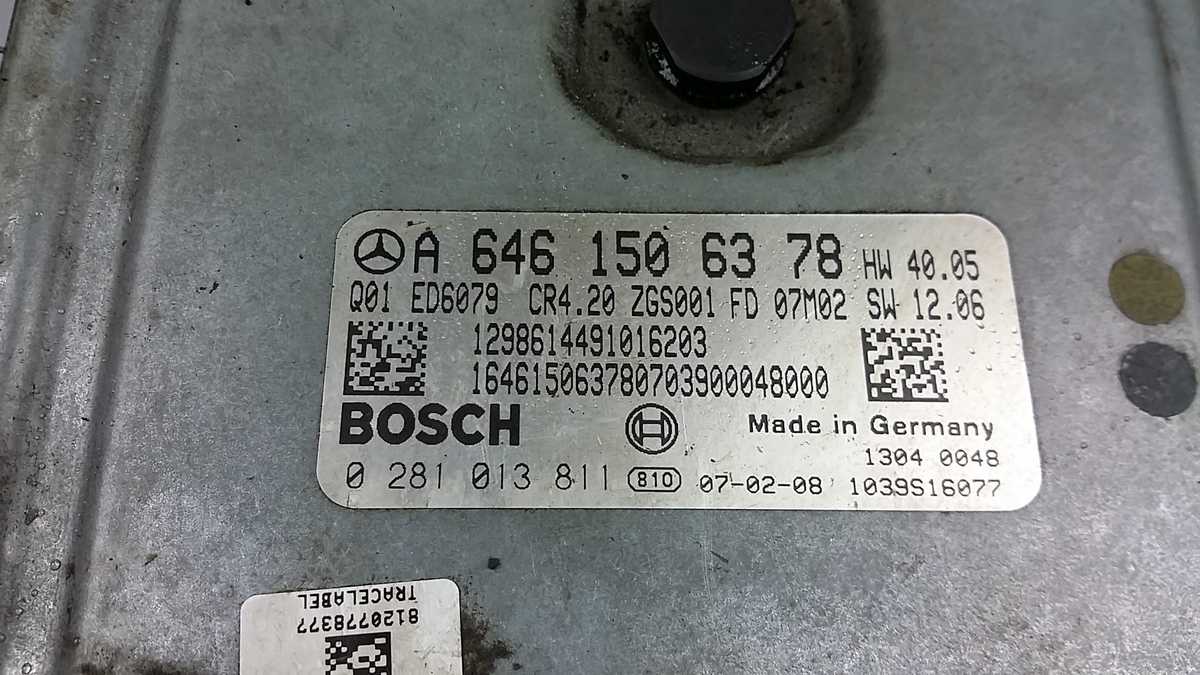 A 646 150 63 78 HW 40.05
Q01 ED6079 CR4.20 ZGS001 FD 07M02 SW 12.06
1298614491016203
164615063780703900048000
BOSCH
Made in Germany
1304 0048
0 281 013 811 810 07-02-08 1039S16077
TRACELABEL
8120778377